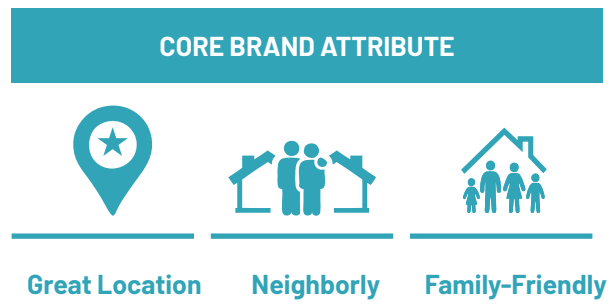 CORE BRAND ATTRIBUTE
Great Location
Neighborly
Family-Friendly